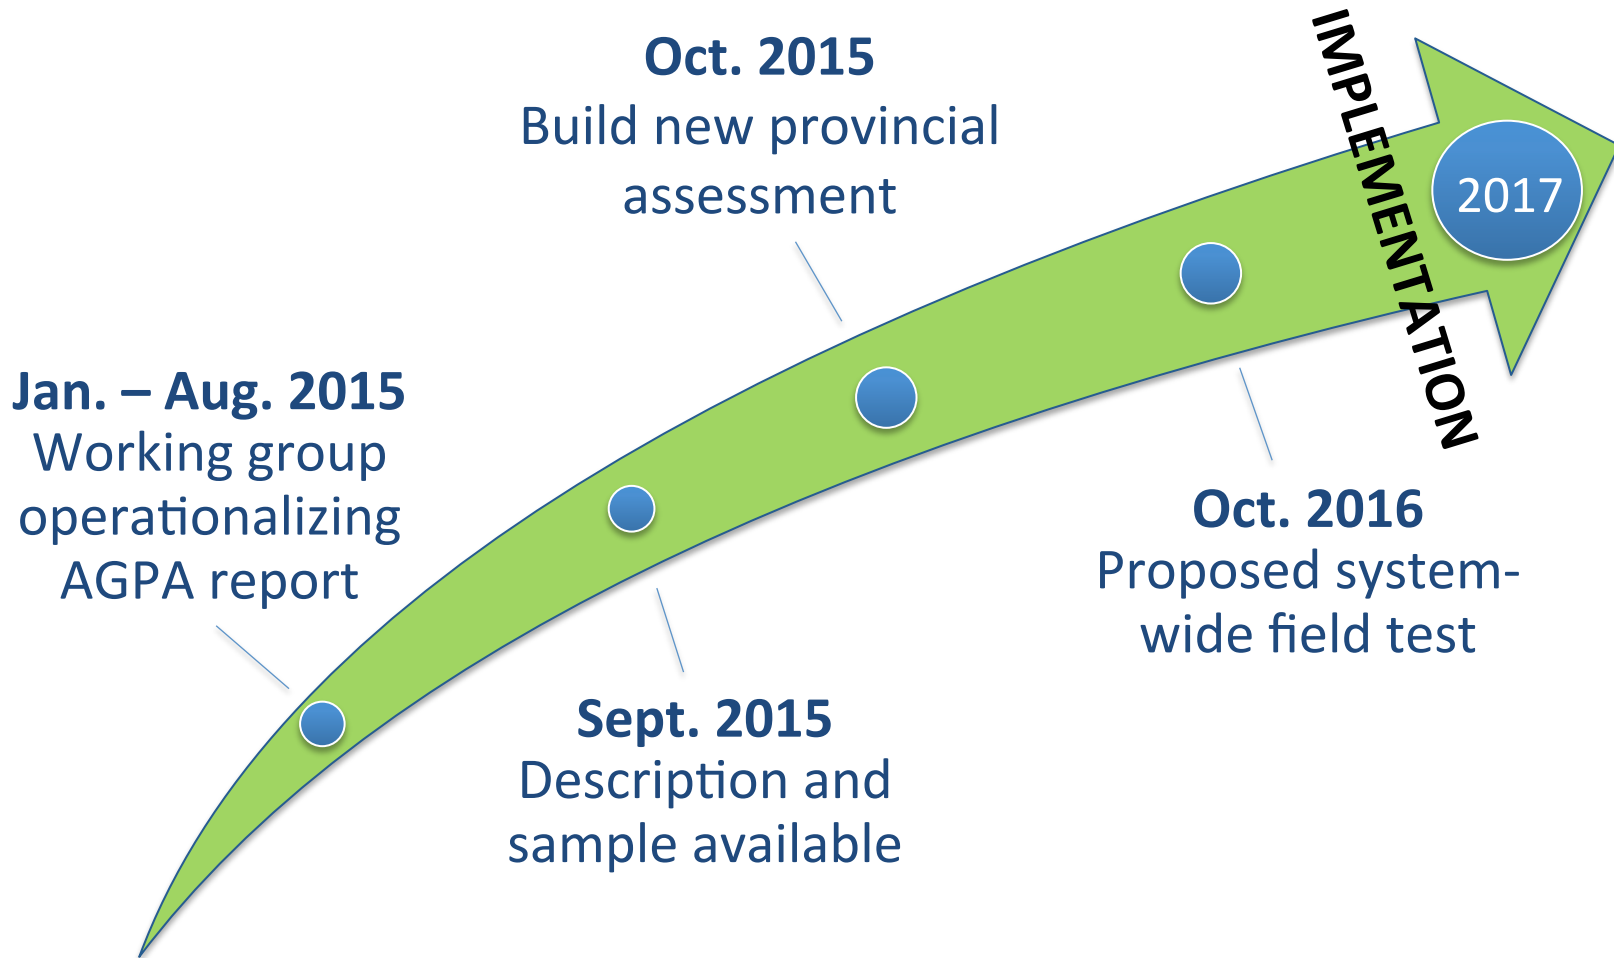 Jan. – Aug. 2015
Working group
operationalizing
AGPA report
Sept. 2015
Description and
sample available
Oct. 2015
Build new provincial
assessment
Oct. 2016
Proposed system-
wide field test
IMPLEMENTATION
2017